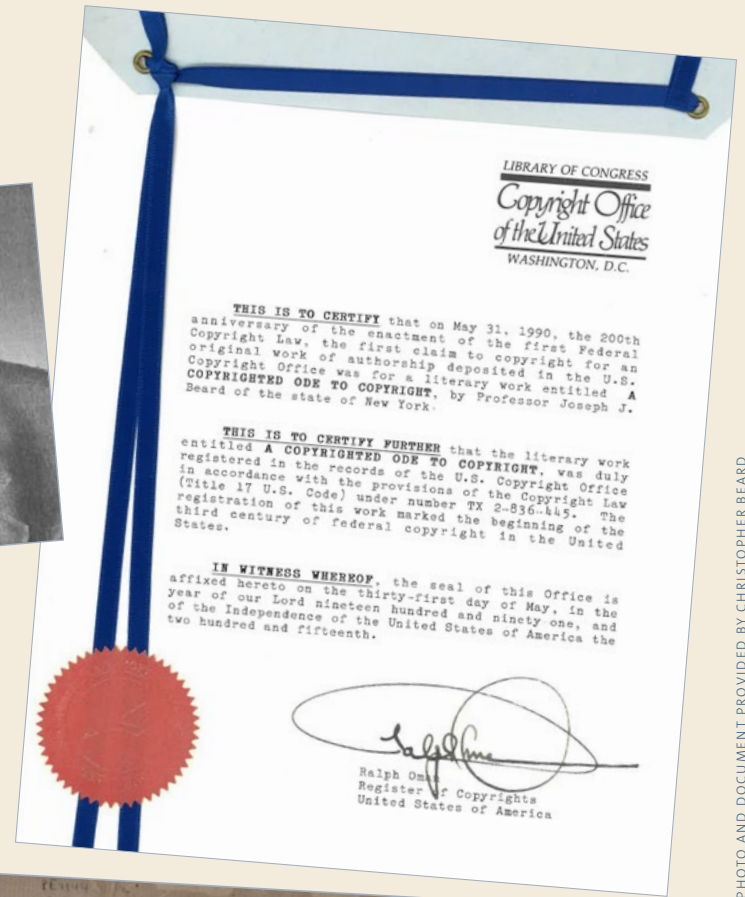 LIBRARY OF CONGRESS
Copyright Office
of the United States
WASHINGTON, D.C.
THIS IS TO CERTIFY that on May 31, 1990, the 200th
anniversary of the enactment of the first Federal
Copyright Law, the first claim to copyright for an
original work of authorship deposited in the U.S.
Copyright Office was for a literary work entitled A
COPYRIGHTED ODE TO COPYRIGHT, by Professor Joseph J.
Beard of the state of New York.
THIS IS TO CERTIFY FURTHER that the literary work
entitled A COPYRIGHTED ODE TO COPYRIGHT, was duly
registered in the records of the U.S. Copyright Office
in accordance with the provisions of the Copyright Law
(Title 17 U.S. Code) under number TX 2-836-445. The
registration of this work marked the beginning of the
third century of federal copyright in the United
States.
IN WITNESS WHEREOF, the seal of this Office is
affixed hereto on the thirty-first day of May, in the
year of our Lord nineteen hundred and ninety one, and
of the Independence of the United States of America the
two hundred and fifteenth.
Ralph Oman
Register of Copyrights
United States of America
PHOTO AND DOCUMENT PROVIDED BY CHRISTOPHER BEARD